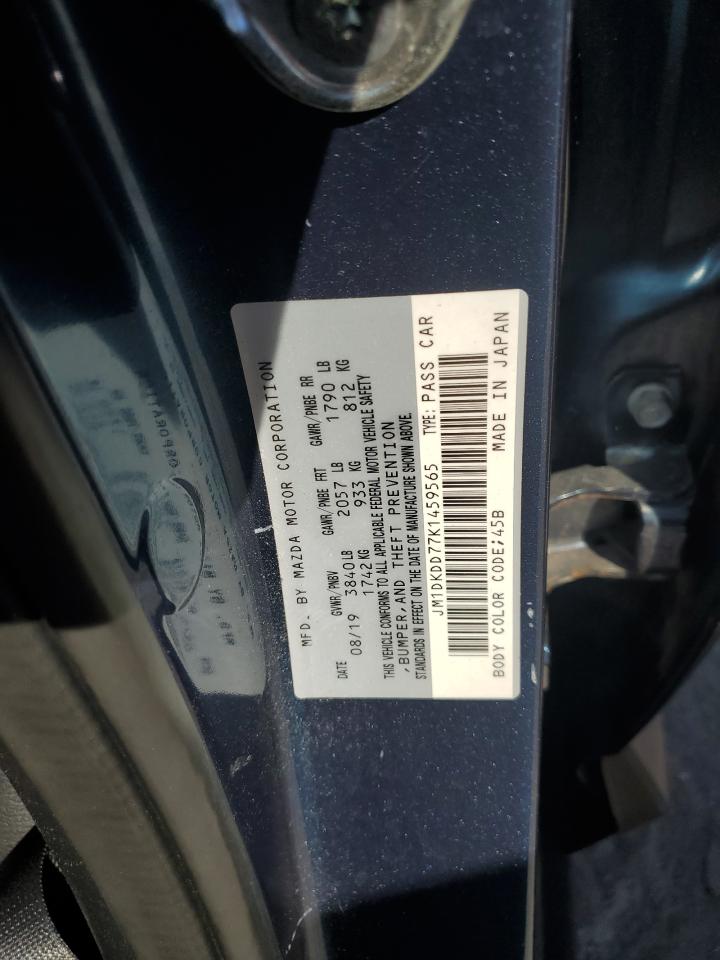 MFD. BY MAZDA MOTOR CORPORATION
DATE GVWR/PNBV GAWR/PNBE FRT GAWR/PNBE RR
08/19 3840 LB 2057 LB 1790 LB
1742 KG 933 KG 812 KG
THIS VEHICLE CONFORMS TO ALL APPLICABLE FEDERAL MOTOR VEHICLE SAFETY
,BUMPER, AND THEFT PREVENTION
STANDARDS IN EFFECT ON THE DATE OF MANUFACTURE SHOWN ABOVE.
JM1DKDD77K1459565 TYPE: PASS CAR
BODY COLOR CODE;45B MADE IN JAPAN